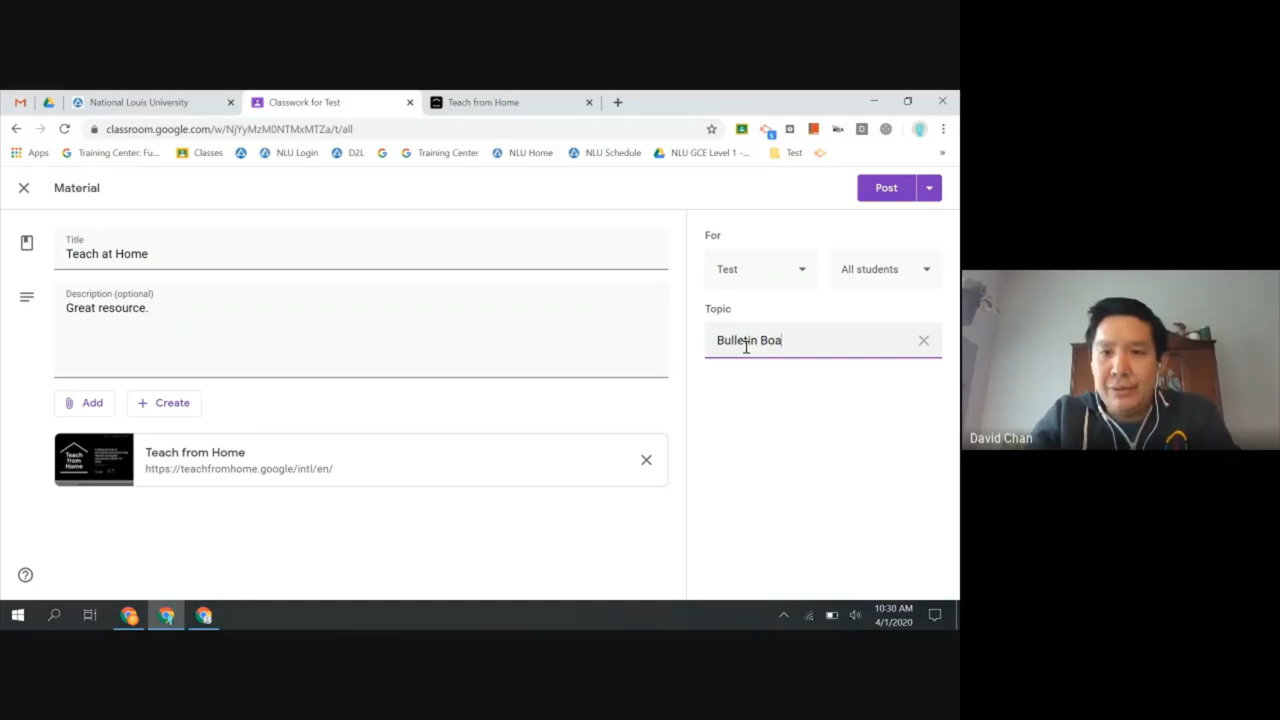 National Louis University
Classwork for Test
Teach from Home
classroom.google.com/w/NjYyMzM0NTMxMTZa/t/all
Apps
Training Center: Fu...
Classes
NLU Login
D2L
Training Center
NLU Home
NLU Schedule
NLU GCE Level 1 -...
Test
»
Material
Post
Title
Teach at Home
Description (optional)
Great resource.
Add
Create
Teach from Home
https://teachfromhome.google/intl/en/
Teach
from
Home
For
Test
All students
Topic
Bulletin Boa
David Chan
10:30 AM
4/1/2020